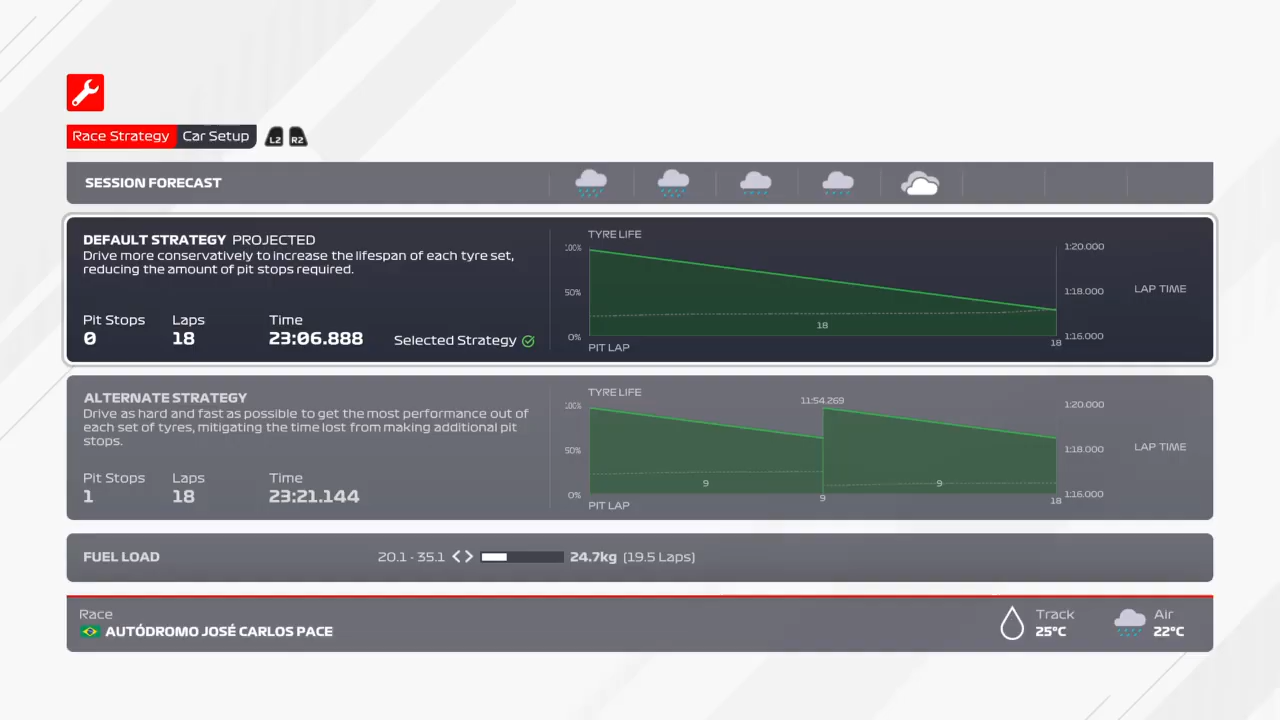 Race Strategy Car Setup L2 R2
SESSION FORECAST
DEFAULT STRATEGY PROJECTED
Drive more conservatively to increase the lifespan of each tyre set,
reducing the amount of pit stops required.
Pit Stops Laps Time
0 18 23:06.888 Selected Strategy
TYRE LIFE
100%
50%
0%
PIT LAP
18
18
1:20.000
1:18.000
1:16.000
LAP TIME
ALTERNATE STRATEGY
Drive as hard and fast as possible to get the most performance out of
each set of tyres, mitigating the time lost from making additional pit
stops.
Pit Stops Laps Time
1 18 23:21.144
TYRE LIFE
11:54.269
100%
50%
0%
PIT LAP
9
9
9
18
1:20.000
1:18.000
1:16.000
LAP TIME
FUEL LOAD 20.1 - 35.1 24.7kg (19.5 Laps)
Race
AUTÓDROMO JOSÉ CARLOS PACE
Track
25°C
Air
22°C